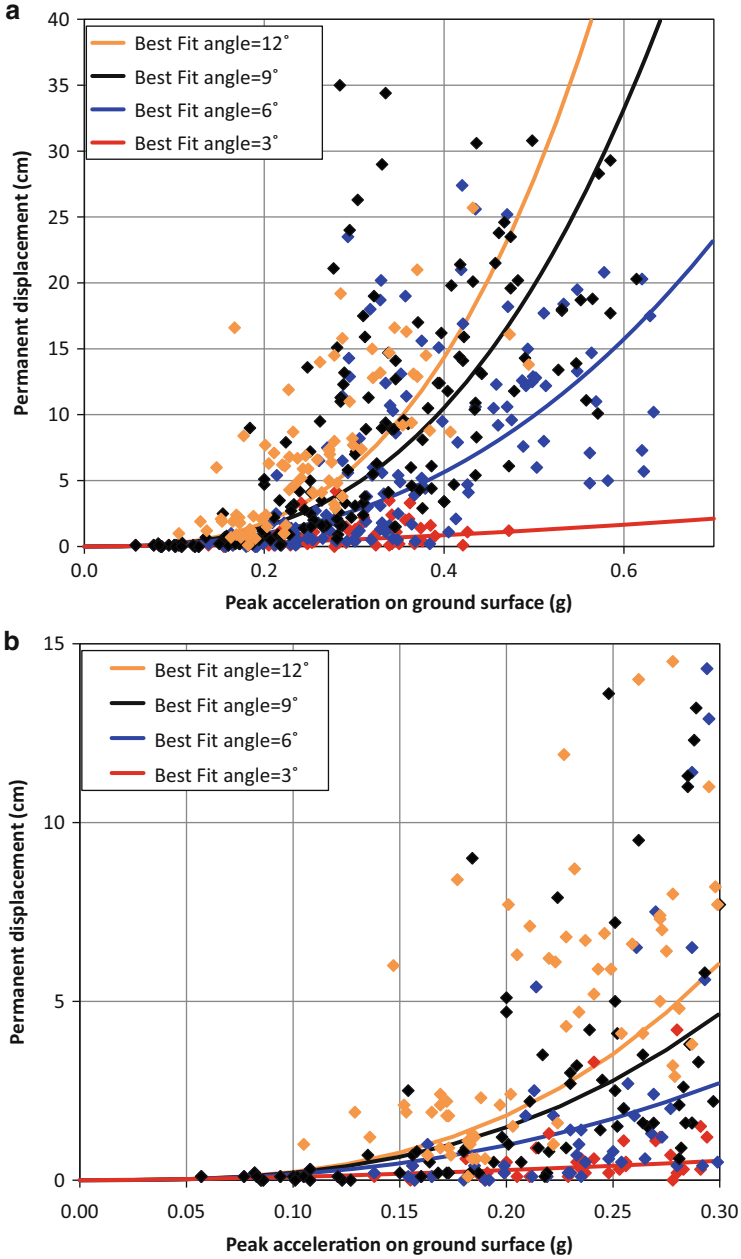 a
40
35
30
25
20
15
10
5
0
Permanent displacement (cm)
Best Fit angle=12˚
Best Fit angle=9˚
Best Fit angle=6˚
Best Fit angle=3˚
0.0 0.2 0.4 0.6
Peak acceleration on ground surface (g)
b
15
10
5
0
Permanent displacement (cm)
Best Fit angle=12˚
Best Fit angle=9˚
Best Fit angle=6˚
Best Fit angle=3˚
0.00 0.05 0.10 0.15 0.20 0.25 0.30
Peak acceleration on ground surface (g)